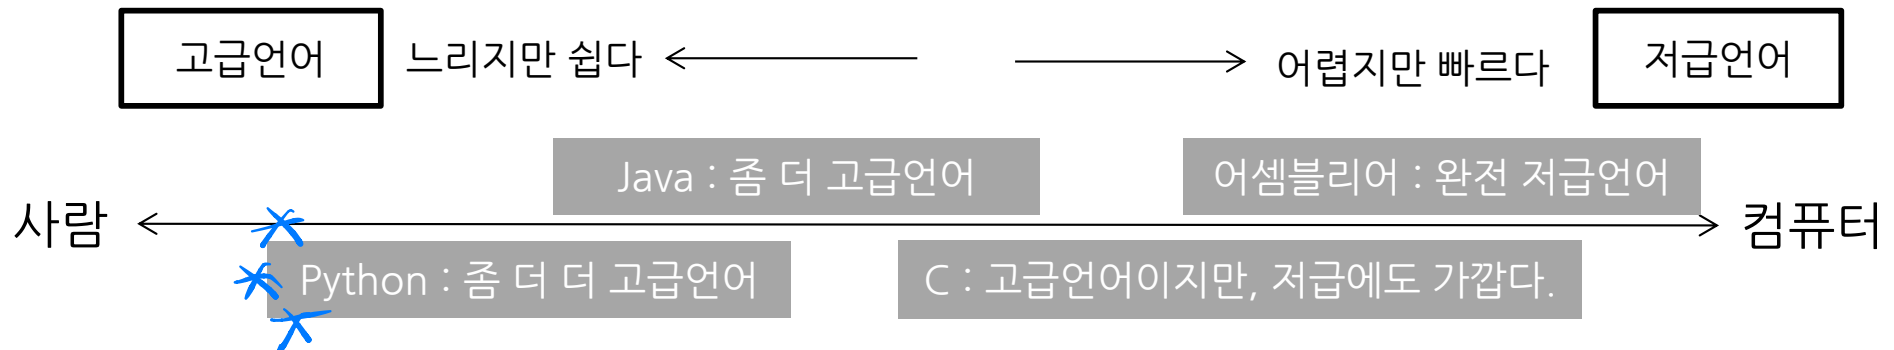 고급언어 느리지만 쉽다 어렵지만 빠르다 저급언어
Java : 좀 더 고급언어 어셈블리어 : 완전 저급언어
사람 컴퓨터
Python : 좀 더 더 고급언어 C : 고급언어이지만, 저급에도 가깝다.